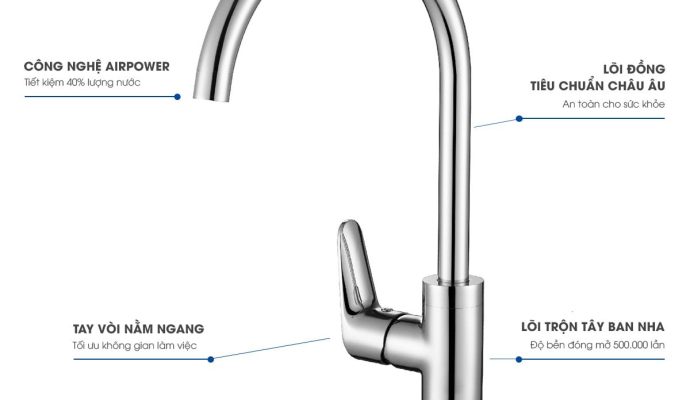 CÔNG NGHỆ AIRPOWER
Tiết kiệm 40% lượng nước
LÕI ĐỒNG
TIÊU CHUẨN CHÂU ÂU
An toàn cho sức khỏe
TAY VÒI NẰM NGANG
Tối ưu không gian làm việc
LÕI TRỘN TÂY BAN NHA
Độ bền đóng mở 500.000 lần